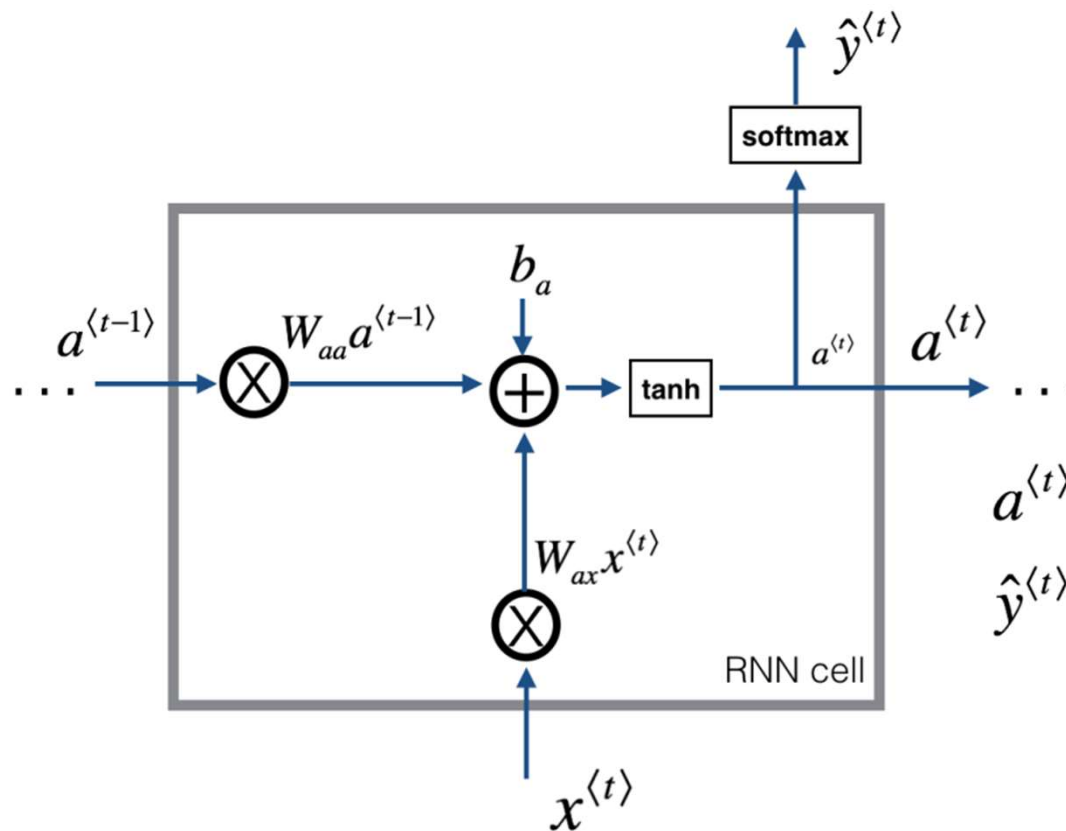 ŷ⟨t⟩
softmax
b_a
a⟨t−1⟩
W_aa a⟨t−1⟩
a⟨t⟩
a⟨t⟩
. . .
+
tanh
. .
a⟨t⟩
W_ax x⟨t⟩
ŷ⟨t⟩
RNN cell
x⟨t⟩